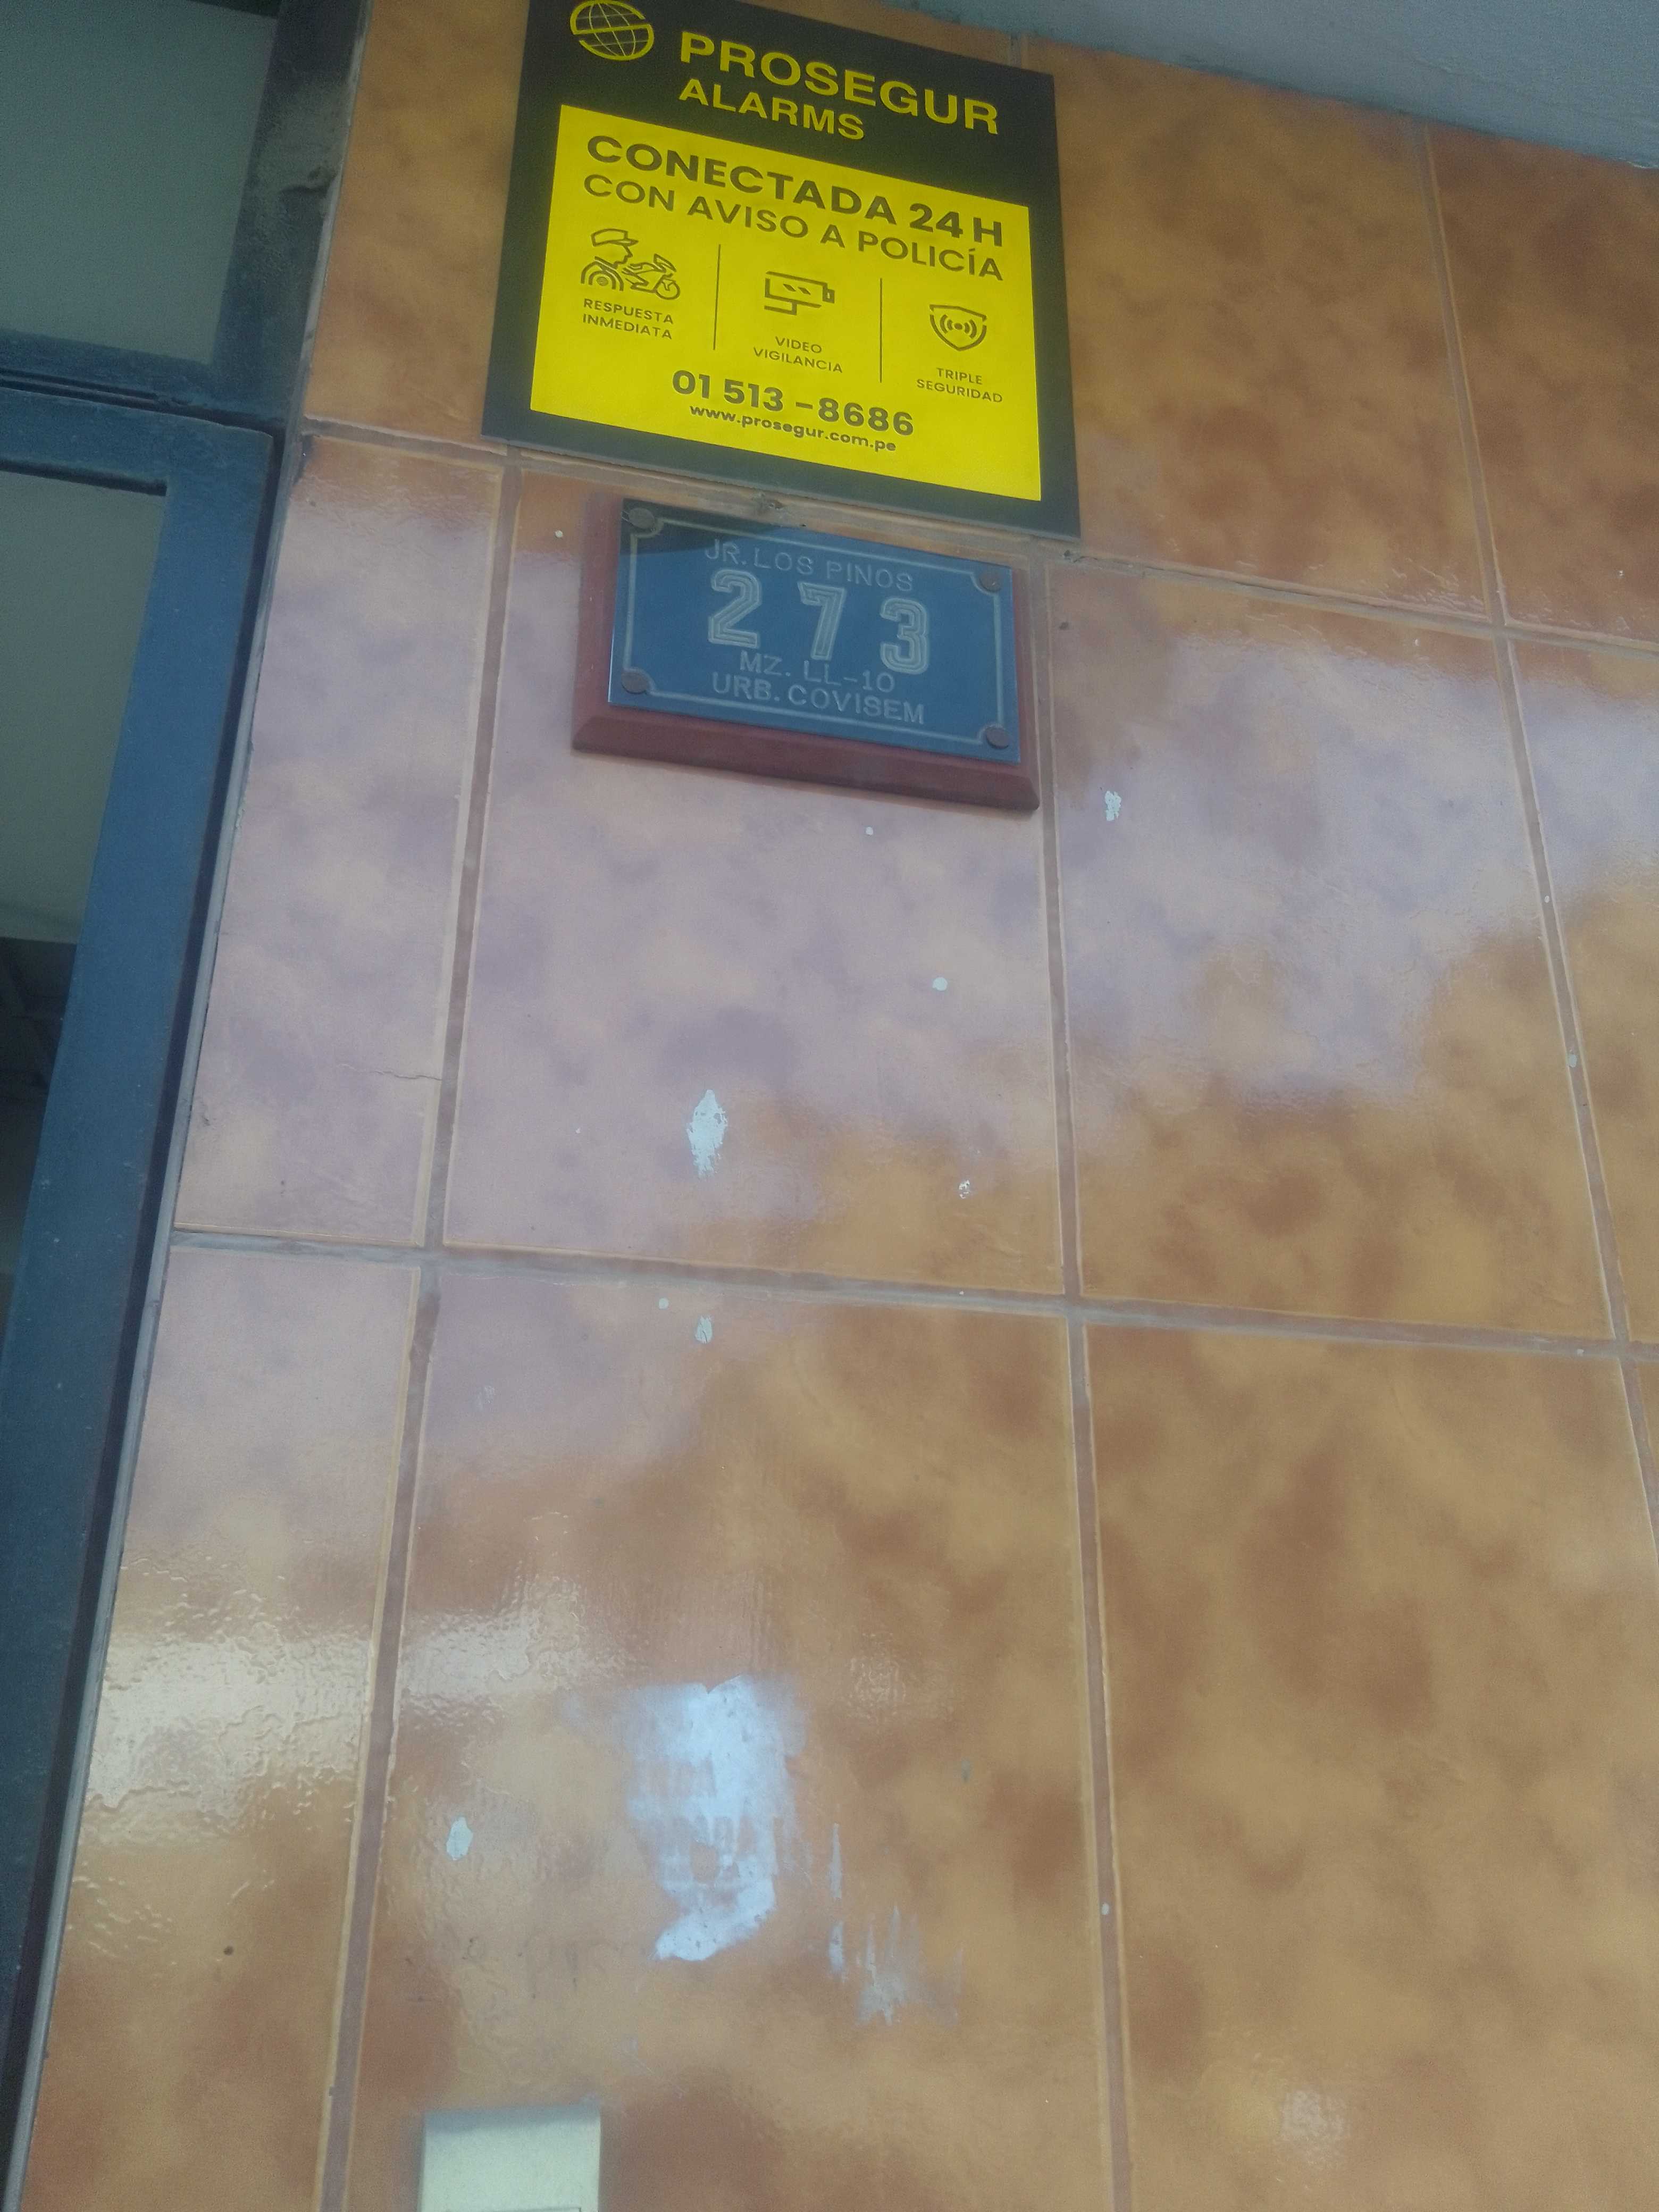 PROSEGUR
ALARMS
CONECTADA 24 H
CON AVISO A POLICÍA
RESPUESTA
INMEDIATA
VIDEO
VIGILANCIA
TRIPLE
SEGURIDAD
01 513 - 8686
www.prosegur.com.pe
JR. LOS PINOS
273
MZ. LL-10
URB. COVISEM